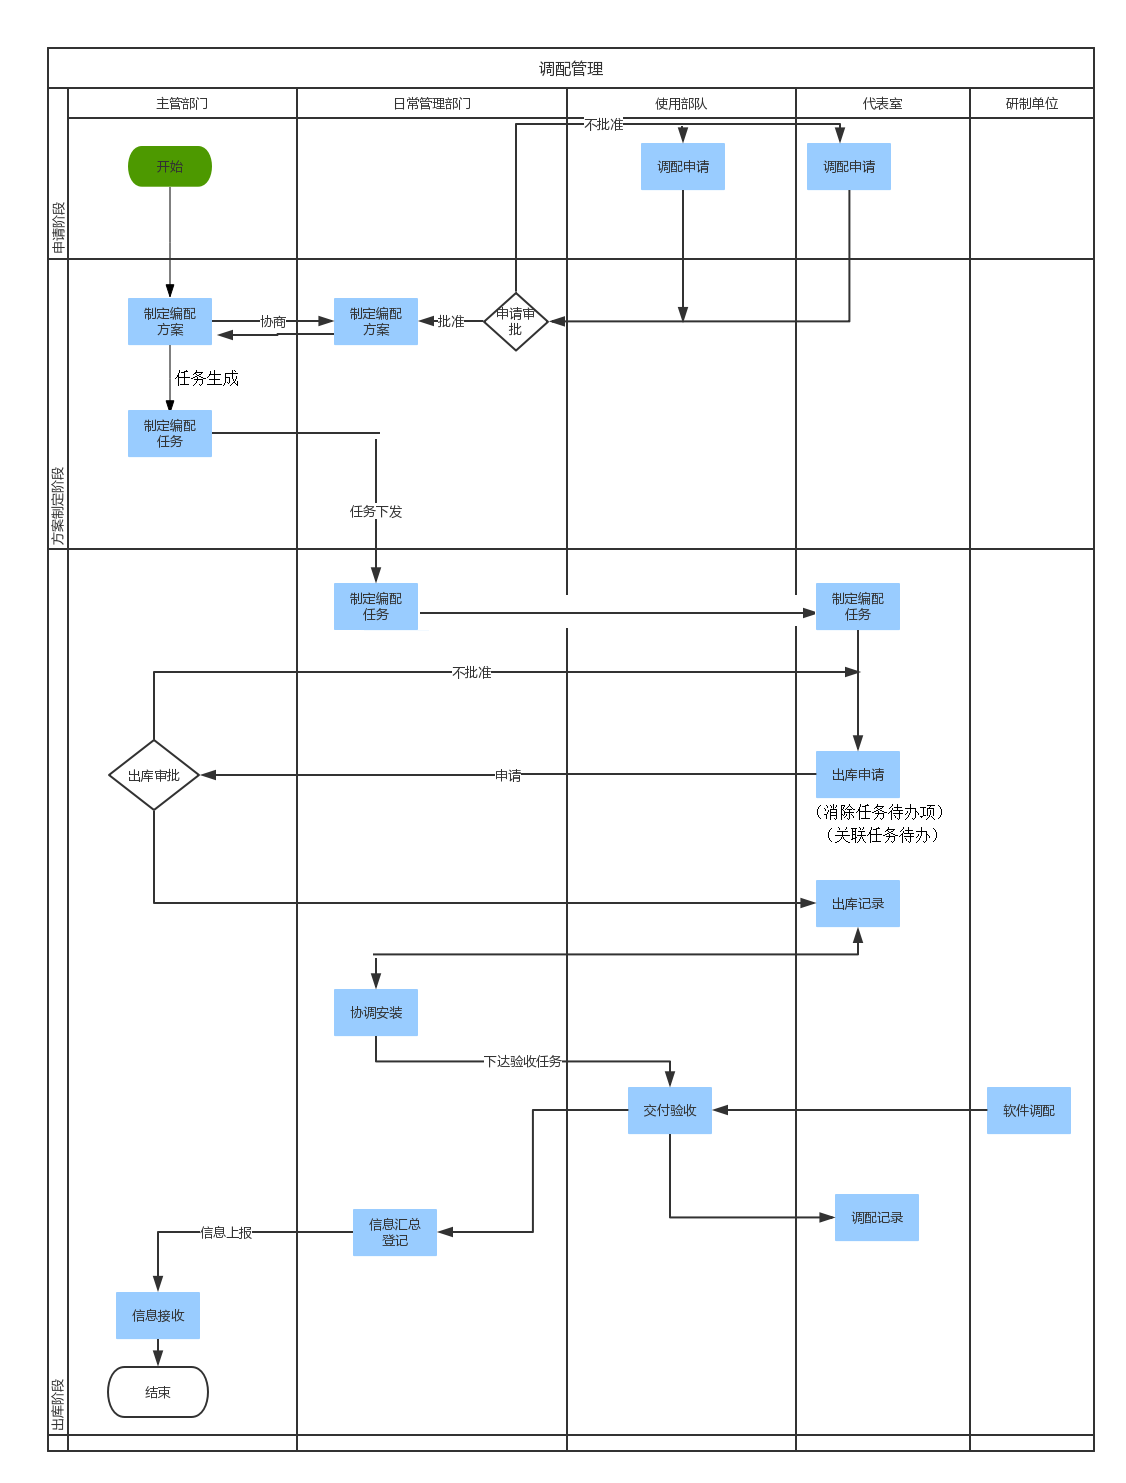 调配管理
主管部门
日常管理部门
使用部队
代表室
研制单位
申请阶段
不批准
开始
调配申请
调配申请
方案制定阶段
制定编配
方案
协商
制定编配
方案
批准
申请审
批
任务生成
制定编配
任务
任务下发
出库阶段
制定编配
任务
制定编配
任务
不批准
出库审批
申请
出库申请
（消除任务待办项）
（关联任务待办）
出库记录
协调安装
下达验收任务
交付验收
软件调配
调配记录
信息汇总
登记
信息上报
信息接收
结束